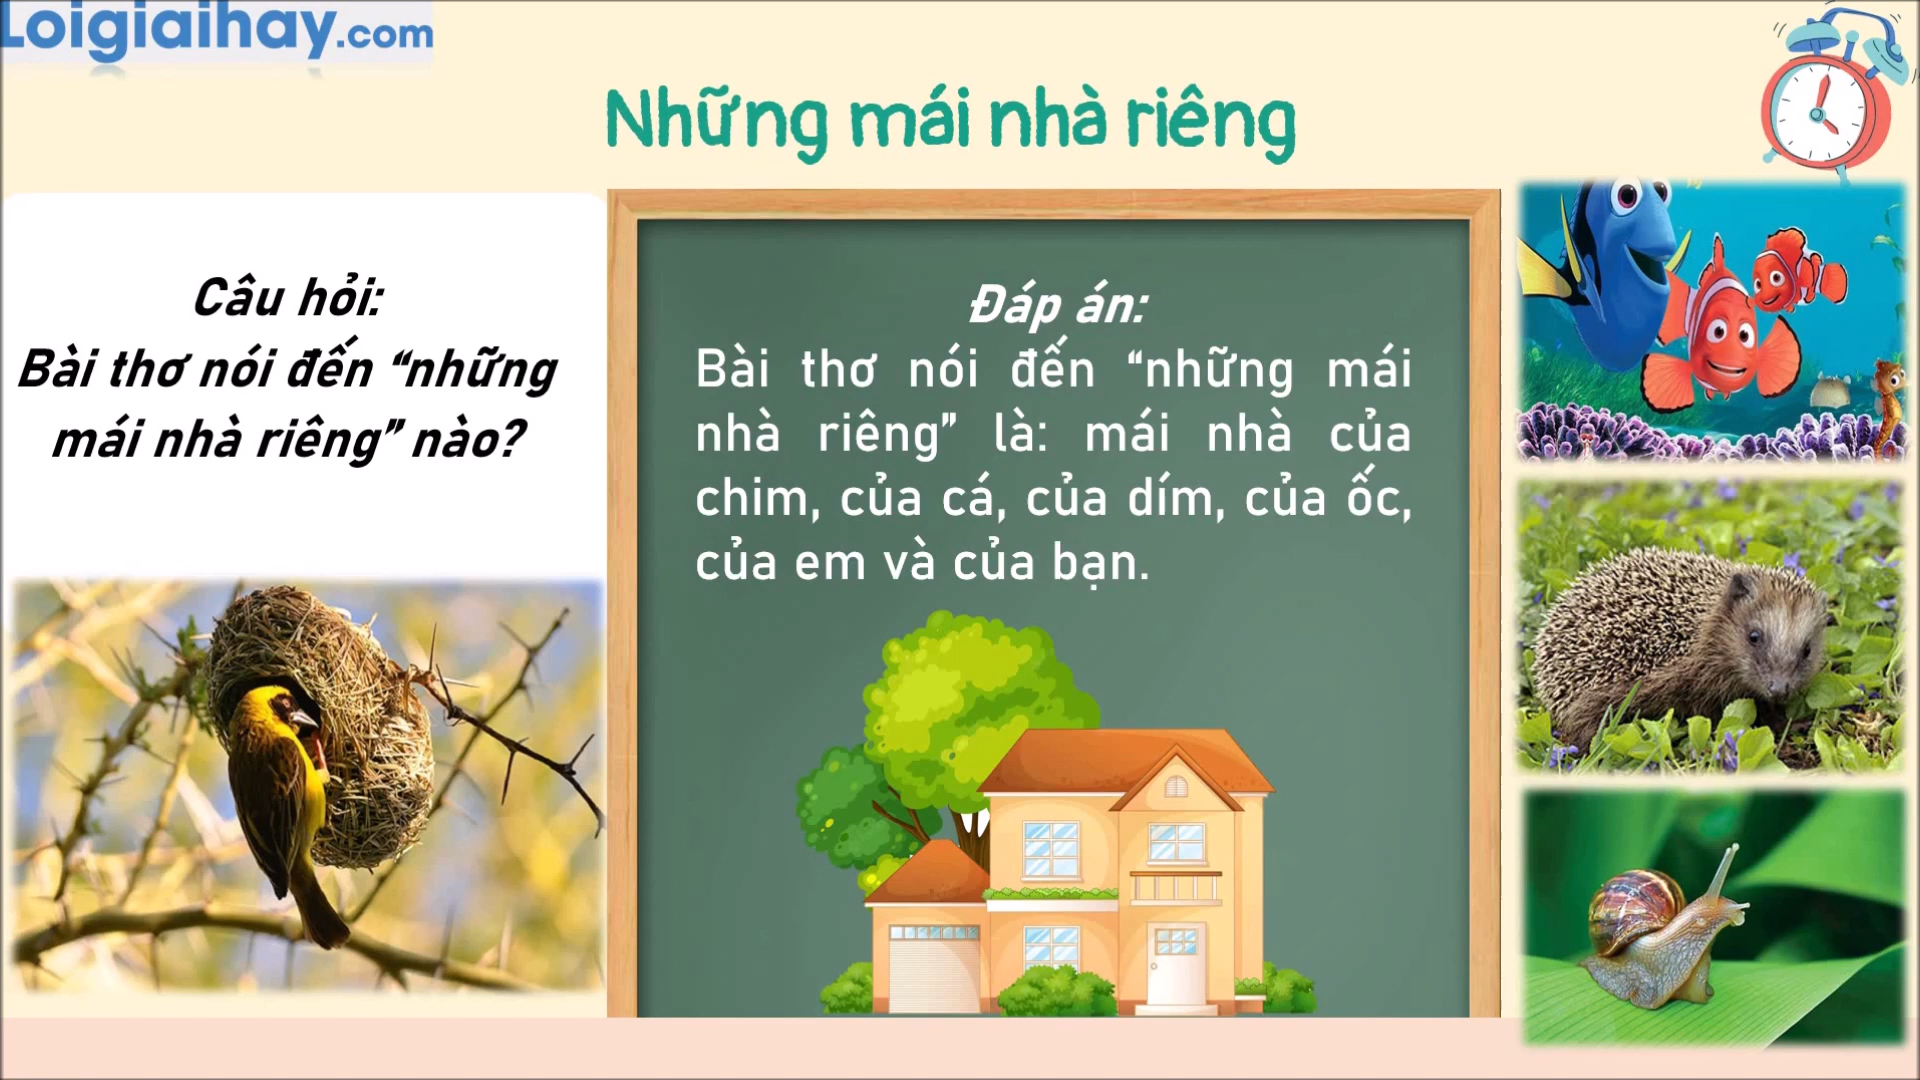 Loigiaihay.com
Những mái nhà riêng
Câu hỏi:
Bài thơ nói đến “những
mái nhà riêng” nào?
Đáp án:
Bài thơ nói đến “những mái
nhà riêng” là: mái nhà của
chim, của cá, của dím, của ốc,
của em và của bạn.